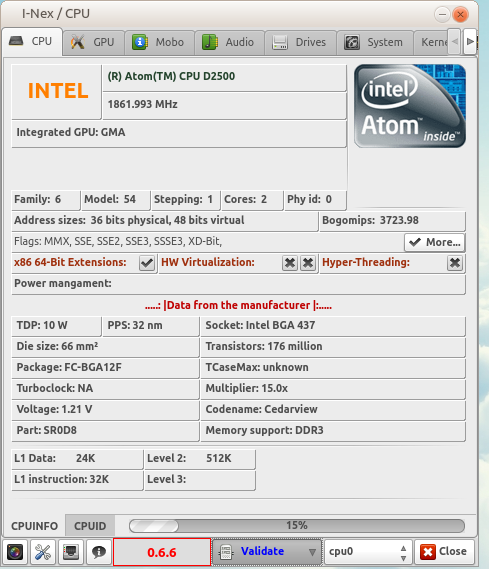 I-Nex / CPU
CPU GPU Mobo Audio Drives System Kerne
INTEL
(R) Atom(TM) CPU D2500
1861.993 MHz
Integrated GPU: GMA
intel
Atom
inside™
Family: 6 Model: 54 Stepping: 1 Cores: 2 Phy id: 0
Address sizes: 36 bits physical, 48 bits virtual Bogomips: 3723.98
Flags: MMX, SSE, SSE2, SSE3, SSSE3, XD-Bit, More...
x86 64-Bit Extensions: HW Virtualization: Hyper-Threading:
Power mangament:
.....: |Data from the manufacturer |:.....
TDP: 10 W PPS: 32 nm Socket: Intel BGA 437
Die size: 66 mm² Transistors: 176 million
Package: FC-BGA12F TCaseMax: unknown
Turboclock: NA Multiplier: 15.0x
Voltage: 1.21 V Codename: Cedarview
Part: SR0D8 Memory support: DDR3
L1 Data: 24K Level 2: 512K
L1 instruction: 32K Level 3:
CPUINFO CPUID 15%
0.6.6 Validate cpu0 Close